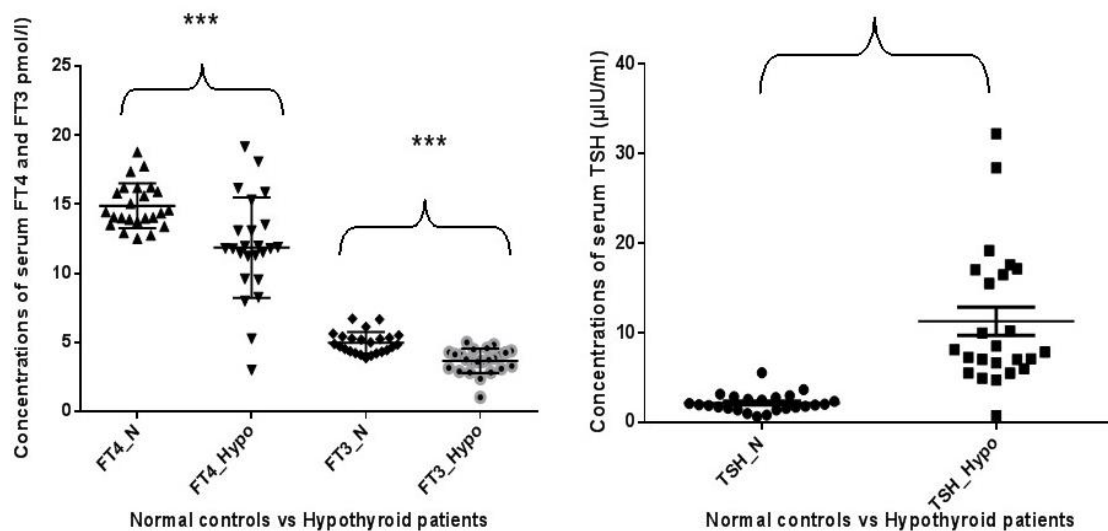 ***
***
Concentrations of serum FT4 and FT3 pmol/l)
25
20
15
10
5
0
FT4_N
FT4_Hypo
FT3_N
FT3_Hypo
Normal controls vs Hypothyroid patients
Concentrations of serum TSH (µIU/ml)
40
30
20
10
0
TSH_N
TSH_Hypo
Normal controls vs Hypothyroid patients